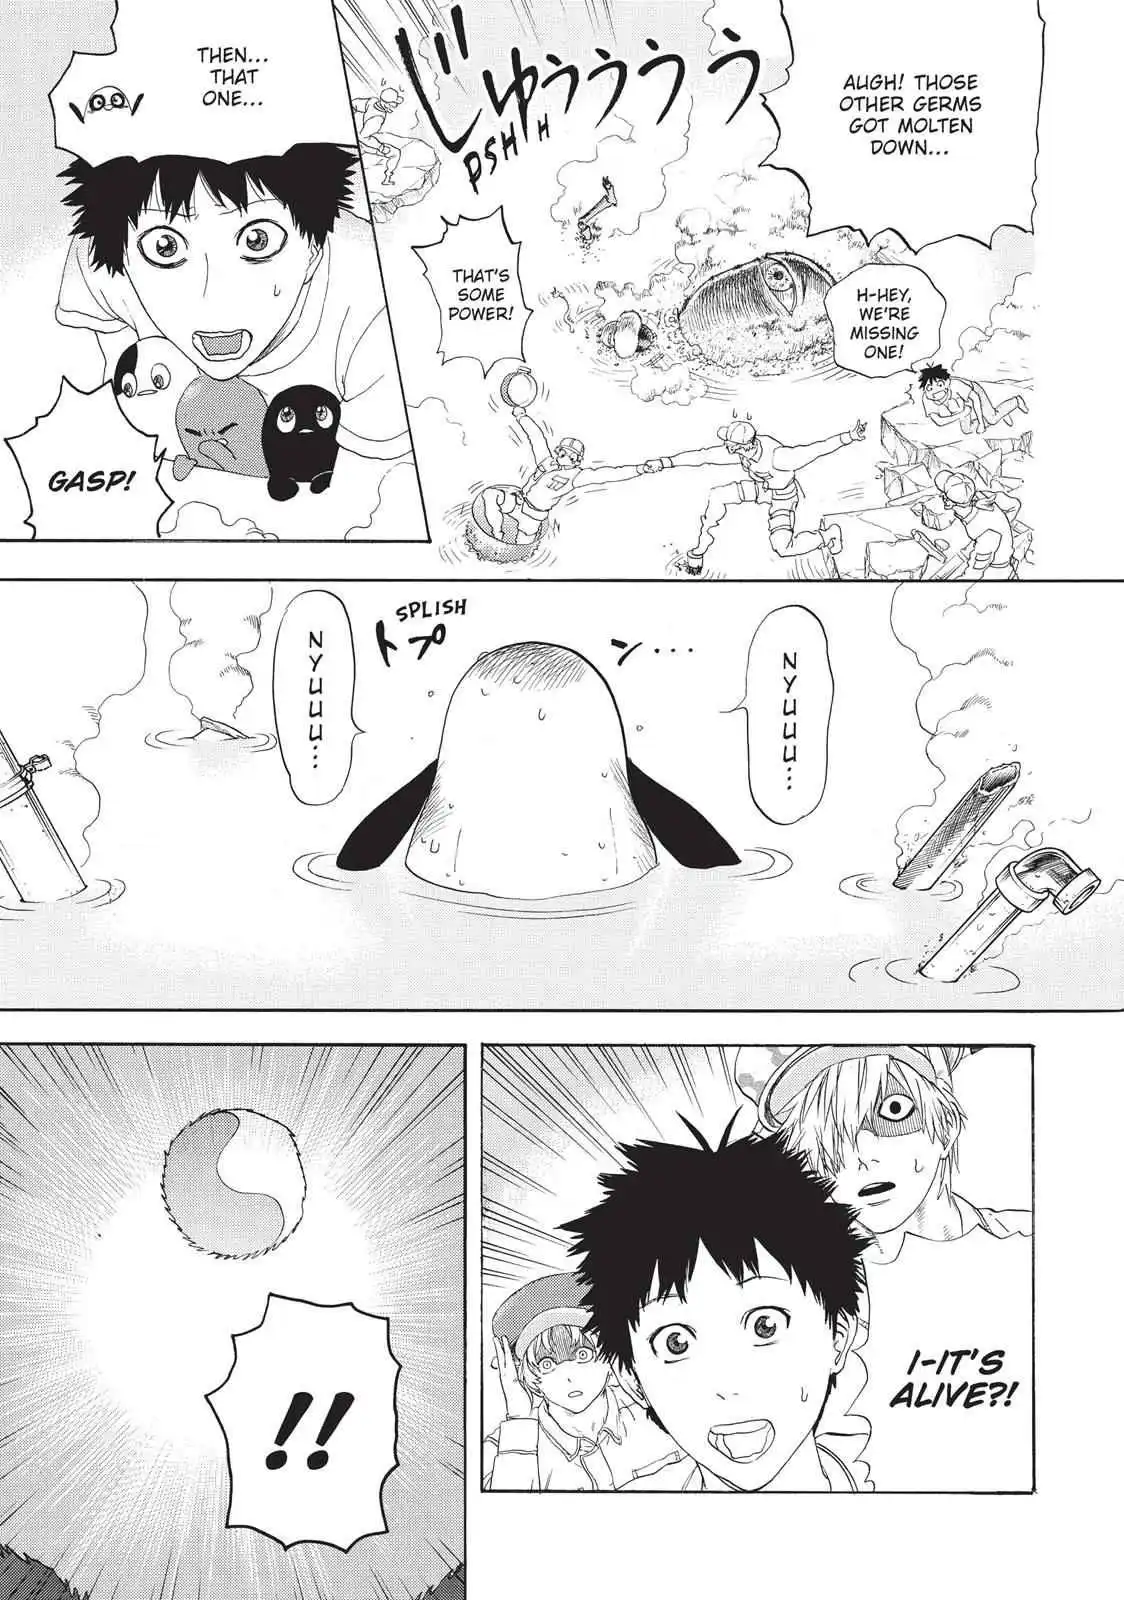 AUGH! THOSE
OTHER GERMS
GOT MOLTEN
DOWN...
じゅうううう
PSHHH
H-HEY,
WE'RE
MISSING
ONE!
THAT'S
SOME
POWER!
THEN...
THAT
ONE...
GASP!
NYUUU...
トプン...
SPLISH
NYUUU...
I-IT'S
ALIVE?!
!!